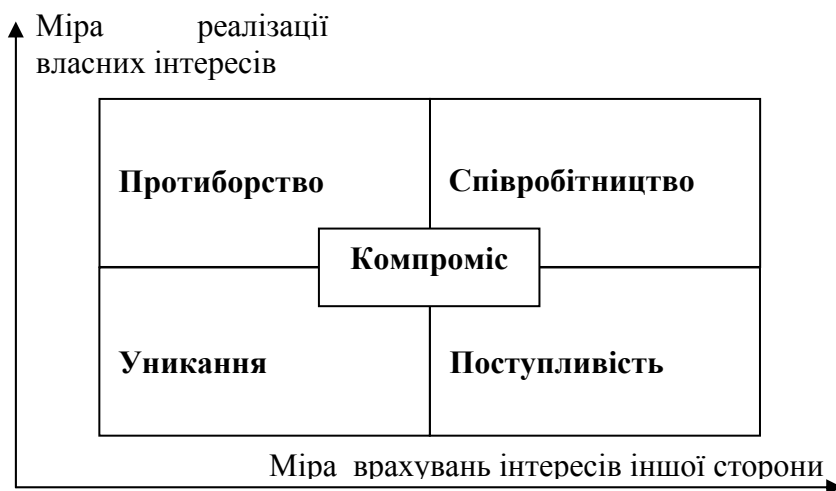 Міра реалізації
власних інтересів
Протиборство
Співробітництво
Компроміс
Уникання
Поступливість
Міра врахувань інтересів іншої сторони